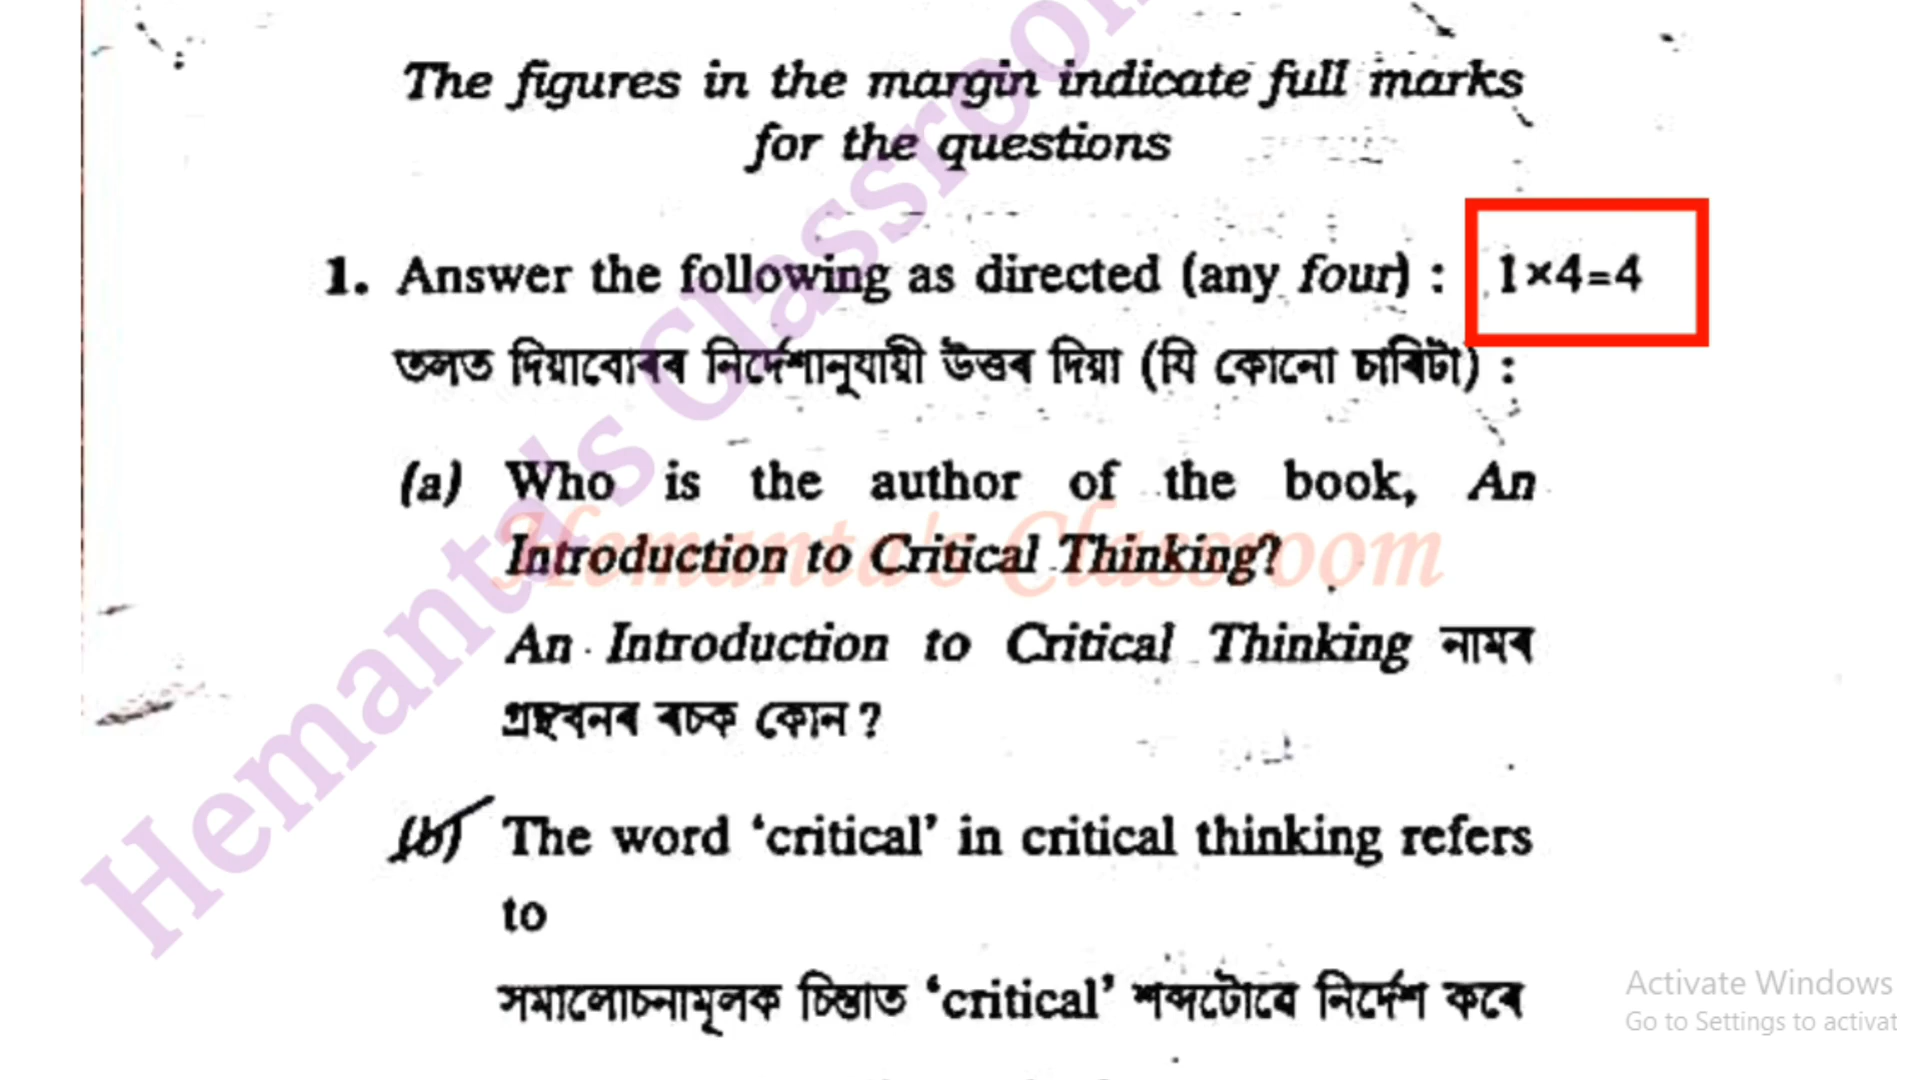 The figures in the margin indicate full marks
for the questions
1. Answer the following as directed (any four) : 1×4=4
তলত দিয়াবোৰৰ নিৰ্দেশানুযায়ী উত্তৰ দিয়া (যি কোনো চাৰিটা) :
(a) Who is the author of the book, An
Introduction to Critical Thinking?
An Introduction to Critical Thinking নামৰ
গ্ৰন্থখনৰ ৰচক কোন ?
(b) The word ‘critical’ in critical thinking refers
to
সমালোচনামূলক চিন্তাত ‘critical’ শব্দটোৱে নিৰ্দেশ কৰে
Hemanta's Classroom
Hemanta's Classroom
Activate Windows
Go to Settings to activat